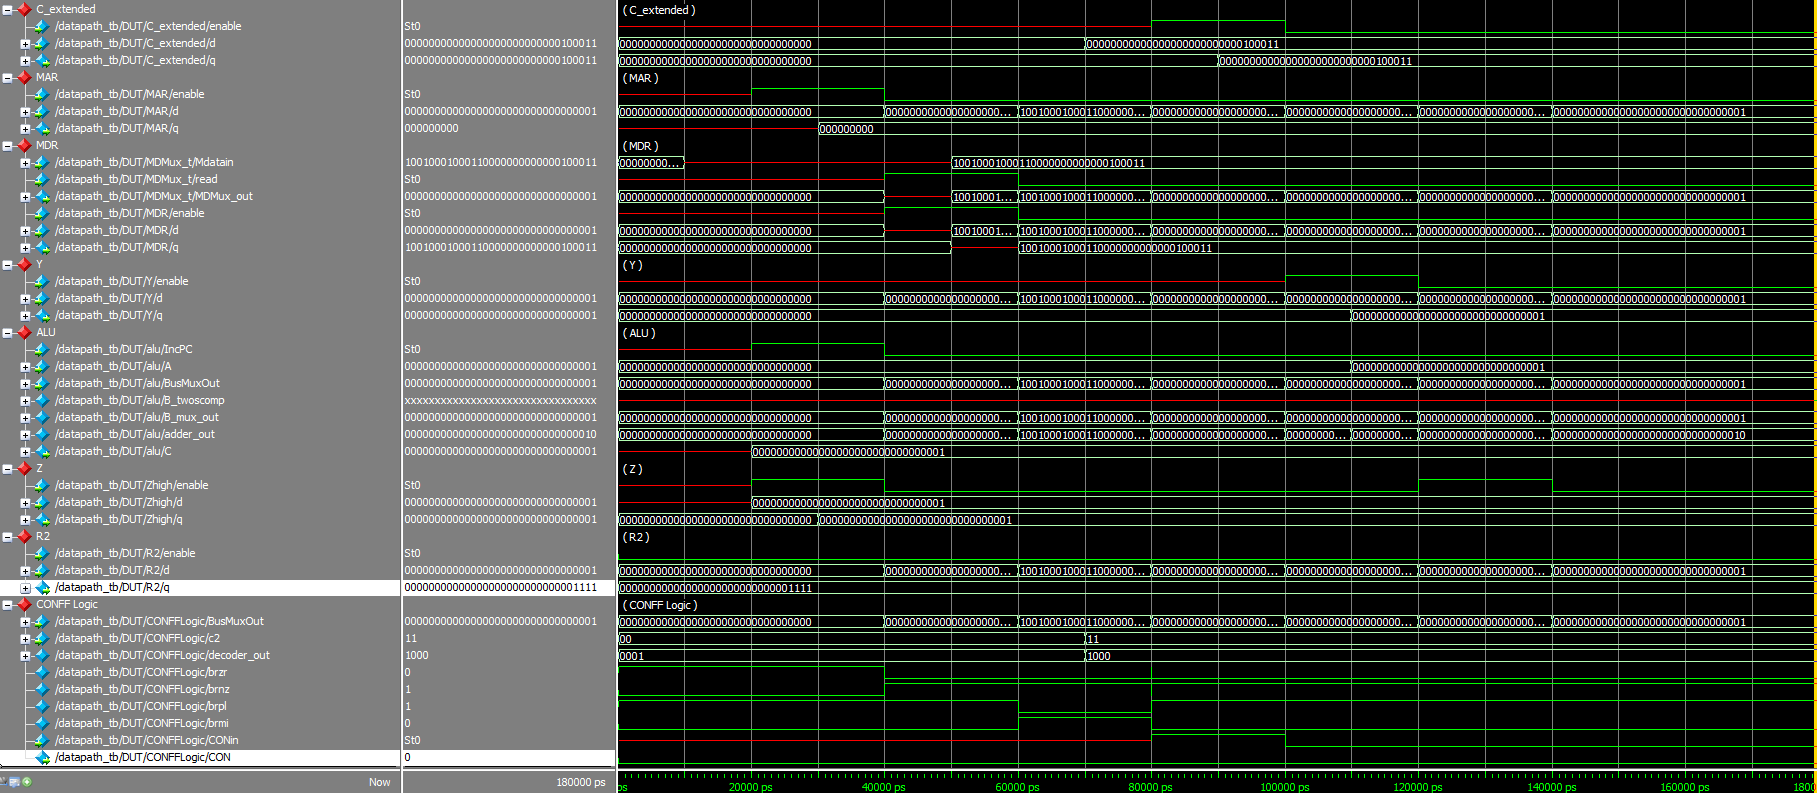 C_extended (C_extended)
/datapath_tb/DUT/C_extended/enable St0
/datapath_tb/DUT/C_extended/d 00000000000000000000000000100011 00000000000000000000000000000000 00000000000000000000000000100011
/datapath_tb/DUT/C_extended/q 00000000000000000000000000100011 00000000000000000000000000000000 00000000000000000000000000100011
MAR (MAR)
/datapath_tb/DUT/MAR/enable St0
/datapath_tb/DUT/MAR/d 00000000000000000000000000000001 00000000000000000000000000000000 0000000000000000000... 1001000100011000000... 0000000000000000000... 0000000000000000000... 0000000000000000000... 00000000000000000000000000000001
/datapath_tb/DUT/MAR/q 000000000 000000000
MDR (MDR)
/datapath_tb/DUT/MDMux_t/Mdatain 10010001000110000000000000100011 00000000... 10010001000110000000000000100011
/datapath_tb/DUT/MDMux_t/read St0
/datapath_tb/DUT/MDMux_t/MDMux_out 00000000000000000000000000000001 00000000000000000000000000000000 10010001... 1001000100011000000... 0000000000000000000... 0000000000000000000... 0000000000000000000... 00000000000000000000000000000001
/datapath_tb/DUT/MDR/enable St0
/datapath_tb/DUT/MDR/d 00000000000000000000000000000001 00000000000000000000000000000000 10010001... 1001000100011000000... 0000000000000000000... 0000000000000000000... 0000000000000000000... 00000000000000000000000000000001
/datapath_tb/DUT/MDR/q 10010001000110000000000000100011 00000000000000000000000000000000 10010001000110000000000000100011
Y (Y)
/datapath_tb/DUT/Y/enable St0
/datapath_tb/DUT/Y/d 00000000000000000000000000000001 00000000000000000000000000000000 0000000000000000000... 1001000100011000000... 0000000000000000000... 0000000000000000000... 0000000000000000000... 00000000000000000000000000000001
/datapath_tb/DUT/Y/q 00000000000000000000000000000001 00000000000000000000000000000000 00000000000000000000000000000001
ALU (ALU)
/datapath_tb/DUT/alu/IncPC St0
/datapath_tb/DUT/alu/A 00000000000000000000000000000001 00000000000000000000000000000000 00000000000000000000000000000001
/datapath_tb/DUT/alu/BusMuxOut 00000000000000000000000000000001 00000000000000000000000000000000 0000000000000000000... 1001000100011000000... 0000000000000000000... 0000000000000000000... 0000000000000000000... 00000000000000000000000000000001
/datapath_tb/DUT/alu/B_twoscomp xxxxxxxxxxxxxxxxxxxxxxxxxxxxxxxx
/datapath_tb/DUT/alu/B_mux_out 00000000000000000000000000000001 00000000000000000000000000000000 0000000000000000000... 1001000100011000000... 0000000000000000000... 0000000000000000000... 0000000000000000000... 00000000000000000000000000000001
/datapath_tb/DUT/alu/adder_out 00000000000000000000000000000010 00000000000000000000000000000000 0000000000000000000... 1001000100011000000... 0000000000000000000... 00000000... 00000000... 0000000000000000000... 00000000000000000000000000000010
/datapath_tb/DUT/alu/C 00000000000000000000000000000001 00000000000000000000000000000001
Z (Z)
/datapath_tb/DUT/Zhigh/enable St0
/datapath_tb/DUT/Zhigh/d 00000000000000000000000000000001 00000000000000000000000000000001
/datapath_tb/DUT/Zhigh/q 00000000000000000000000000000001 00000000000000000000000000000000 00000000000000000000000000000001
R2 (R2)
/datapath_tb/DUT/R2/enable St0
/datapath_tb/DUT/R2/d 00000000000000000000000000000001 00000000000000000000000000000000 0000000000000000000... 1001000100011000000... 0000000000000000000... 0000000000000000000... 0000000000000000000... 00000000000000000000000000000001
/datapath_tb/DUT/R2/q 00000000000000000000000000001111 00000000000000000000000000001111
CONFF Logic (CONFF Logic)
/datapath_tb/DUT/CONFFLogic/BusMuxOut 00000000000000000000000000000001 00000000000000000000000000000000 0000000000000000000... 1001000100011000000... 0000000000000000000... 0000000000000000000... 0000000000000000000... 00000000000000000000000000000001
/datapath_tb/DUT/CONFFLogic/c2 11 00 11
/datapath_tb/DUT/CONFFLogic/decoder_out 1000 0001 1000
/datapath_tb/DUT/CONFFLogic/brzr 0
/datapath_tb/DUT/CONFFLogic/brnz 1
/datapath_tb/DUT/CONFFLogic/brpl 1
/datapath_tb/DUT/CONFFLogic/brmi 0
/datapath_tb/DUT/CONFFLogic/CONin St0
/datapath_tb/DUT/CONFFLogic/CON 0
Now 180000 ps ps 20000 ps 40000 ps 60000 ps 80000 ps 100000 ps 120000 ps 140000 ps 160000 ps